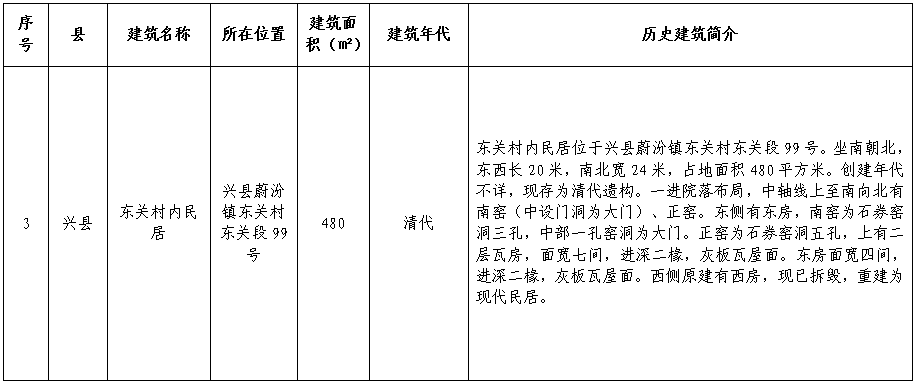 序号
县
建筑名称
所在位置
建筑面
积（㎡）
建筑年代
历史建筑简介
3
兴县
东关村内民
居
兴县蔚汾
镇东关村
东关段 99
号
480
清代
东关村内民居位于兴县蔚汾镇东关村东关段 99 号。坐南朝北，
东西长 20 米，南北宽 24 米，占地面积 480 平方米。创建年代
不详，现存为清代遗构。一进院落布局，中轴线上至南向北有
南窑（中设门洞为大门）、正窑。东侧有东房，南窑为石券窑
洞三孔，中部一孔窑洞为大门。正窑为石券窑洞五孔，上有二
层瓦房，面宽七间，进深二椽，灰板瓦屋面。东房面宽四间，
进深二椽，灰板瓦屋面。西侧原建有西房，现已拆毁，重建为
现代民居。